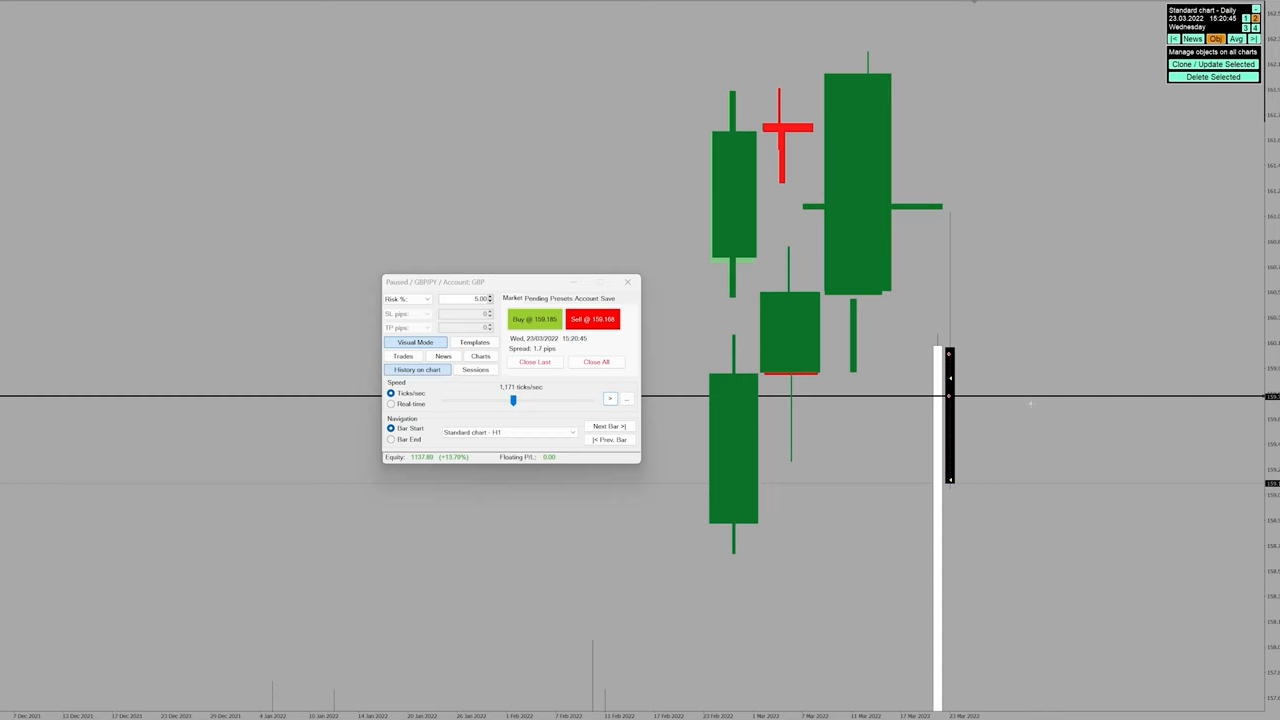 Standard chart - Daily -
23.03.2022 15:20:45 1 2
Wednesday 3 4
|< News Obj Avg >|
Manage objects on all charts
Clone / Update Selected
Delete Selected
Paused / GBPJPY / Account: GBP
Risk %: 5.00
SL pips: 0
TP pips: 0
Visual Mode Templates
Trades News Charts
History on chart Sessions
Market Pending Presets Account Save
Buy @ 159.185 Sell @ 159.168
Wed, 23/03/2022 15:20:45
Spread: 1.7 pips
Close Last Close All
Speed
Ticks/sec
Real-time
1,171 ticks/sec
> ...
Navigation
Bar Start
Bar End
Standard chart - H1
Next Bar >|
|< Prev. Bar
Equity: 1137.89 (+13.79%) Floating P/L: 0.00
7 Dec 2021 13 Dec 2021 17 Dec 2021 23 Dec 2021 29 Dec 2021 4 Jan 2022 10 Jan 2022 14 Jan 2022 20 Jan 2022 26 Jan 2022 1 Feb 2022 7 Feb 2022 11 Feb 2022 17 Feb 2022 23 Feb 2022 1 Mar 2022 7 Mar 2022 11 Mar 2022 17 Mar 2022 23 Mar 2022